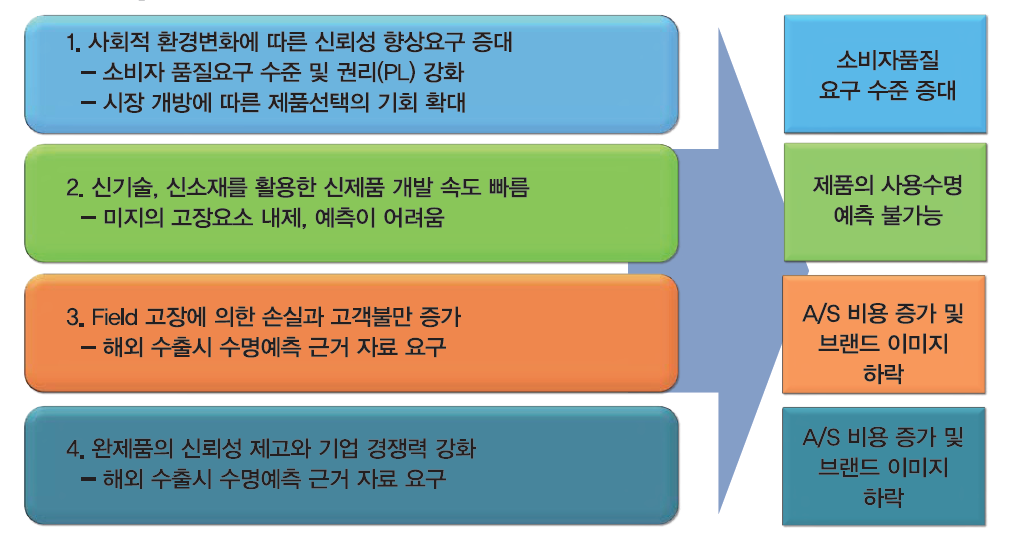 1. 사회적 환경변화에 따른 신뢰성 향상요구 증대
– 소비자 품질요구 수준 및 권리(PL) 강화
– 시장 개방에 따른 제품선택의 기회 확대
소비자품질
요구 수준 증대
2. 신기술, 신소재를 활용한 신제품 개발 속도 빠름
– 미지의 고장요소 내제, 예측이 어려움
제품의 사용수명
예측 불가능
3. Field 고장에 의한 손실과 고객불만 증가
– 해외 수출시 수명예측 근거 자료 요구
A/S 비용 증가 및
브랜드 이미지
하락
4. 완제품의 신뢰성 제고와 기업 경쟁력 강화
– 해외 수출시 수명예측 근거 자료 요구
A/S 비용 증가 및
브랜드 이미지
하락